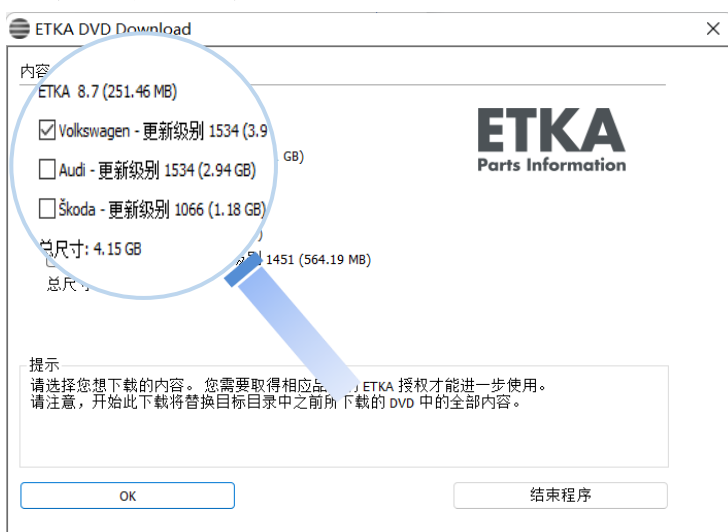 ETKA DVD Download
内容
ETKA 8.7 (251.46 MB)
Volkswagen - 更新级别 1534 (3.9
Audi - 更新级别 1534 (2.94 GB)
Škoda - 更新级别 1066 (1.18 GB)
总尺寸: 4.15 GB
GB)
)
1451 (564.19 MB)
总尺
ETKA
Parts Information
提示
请选择您想下载的内容。 您需要取得相应品 ETKA 授权才能进一步使用。
请注意，开始此下载将替换目标目录中之前所下载的 DVD 中的全部内容。
OK
结束程序